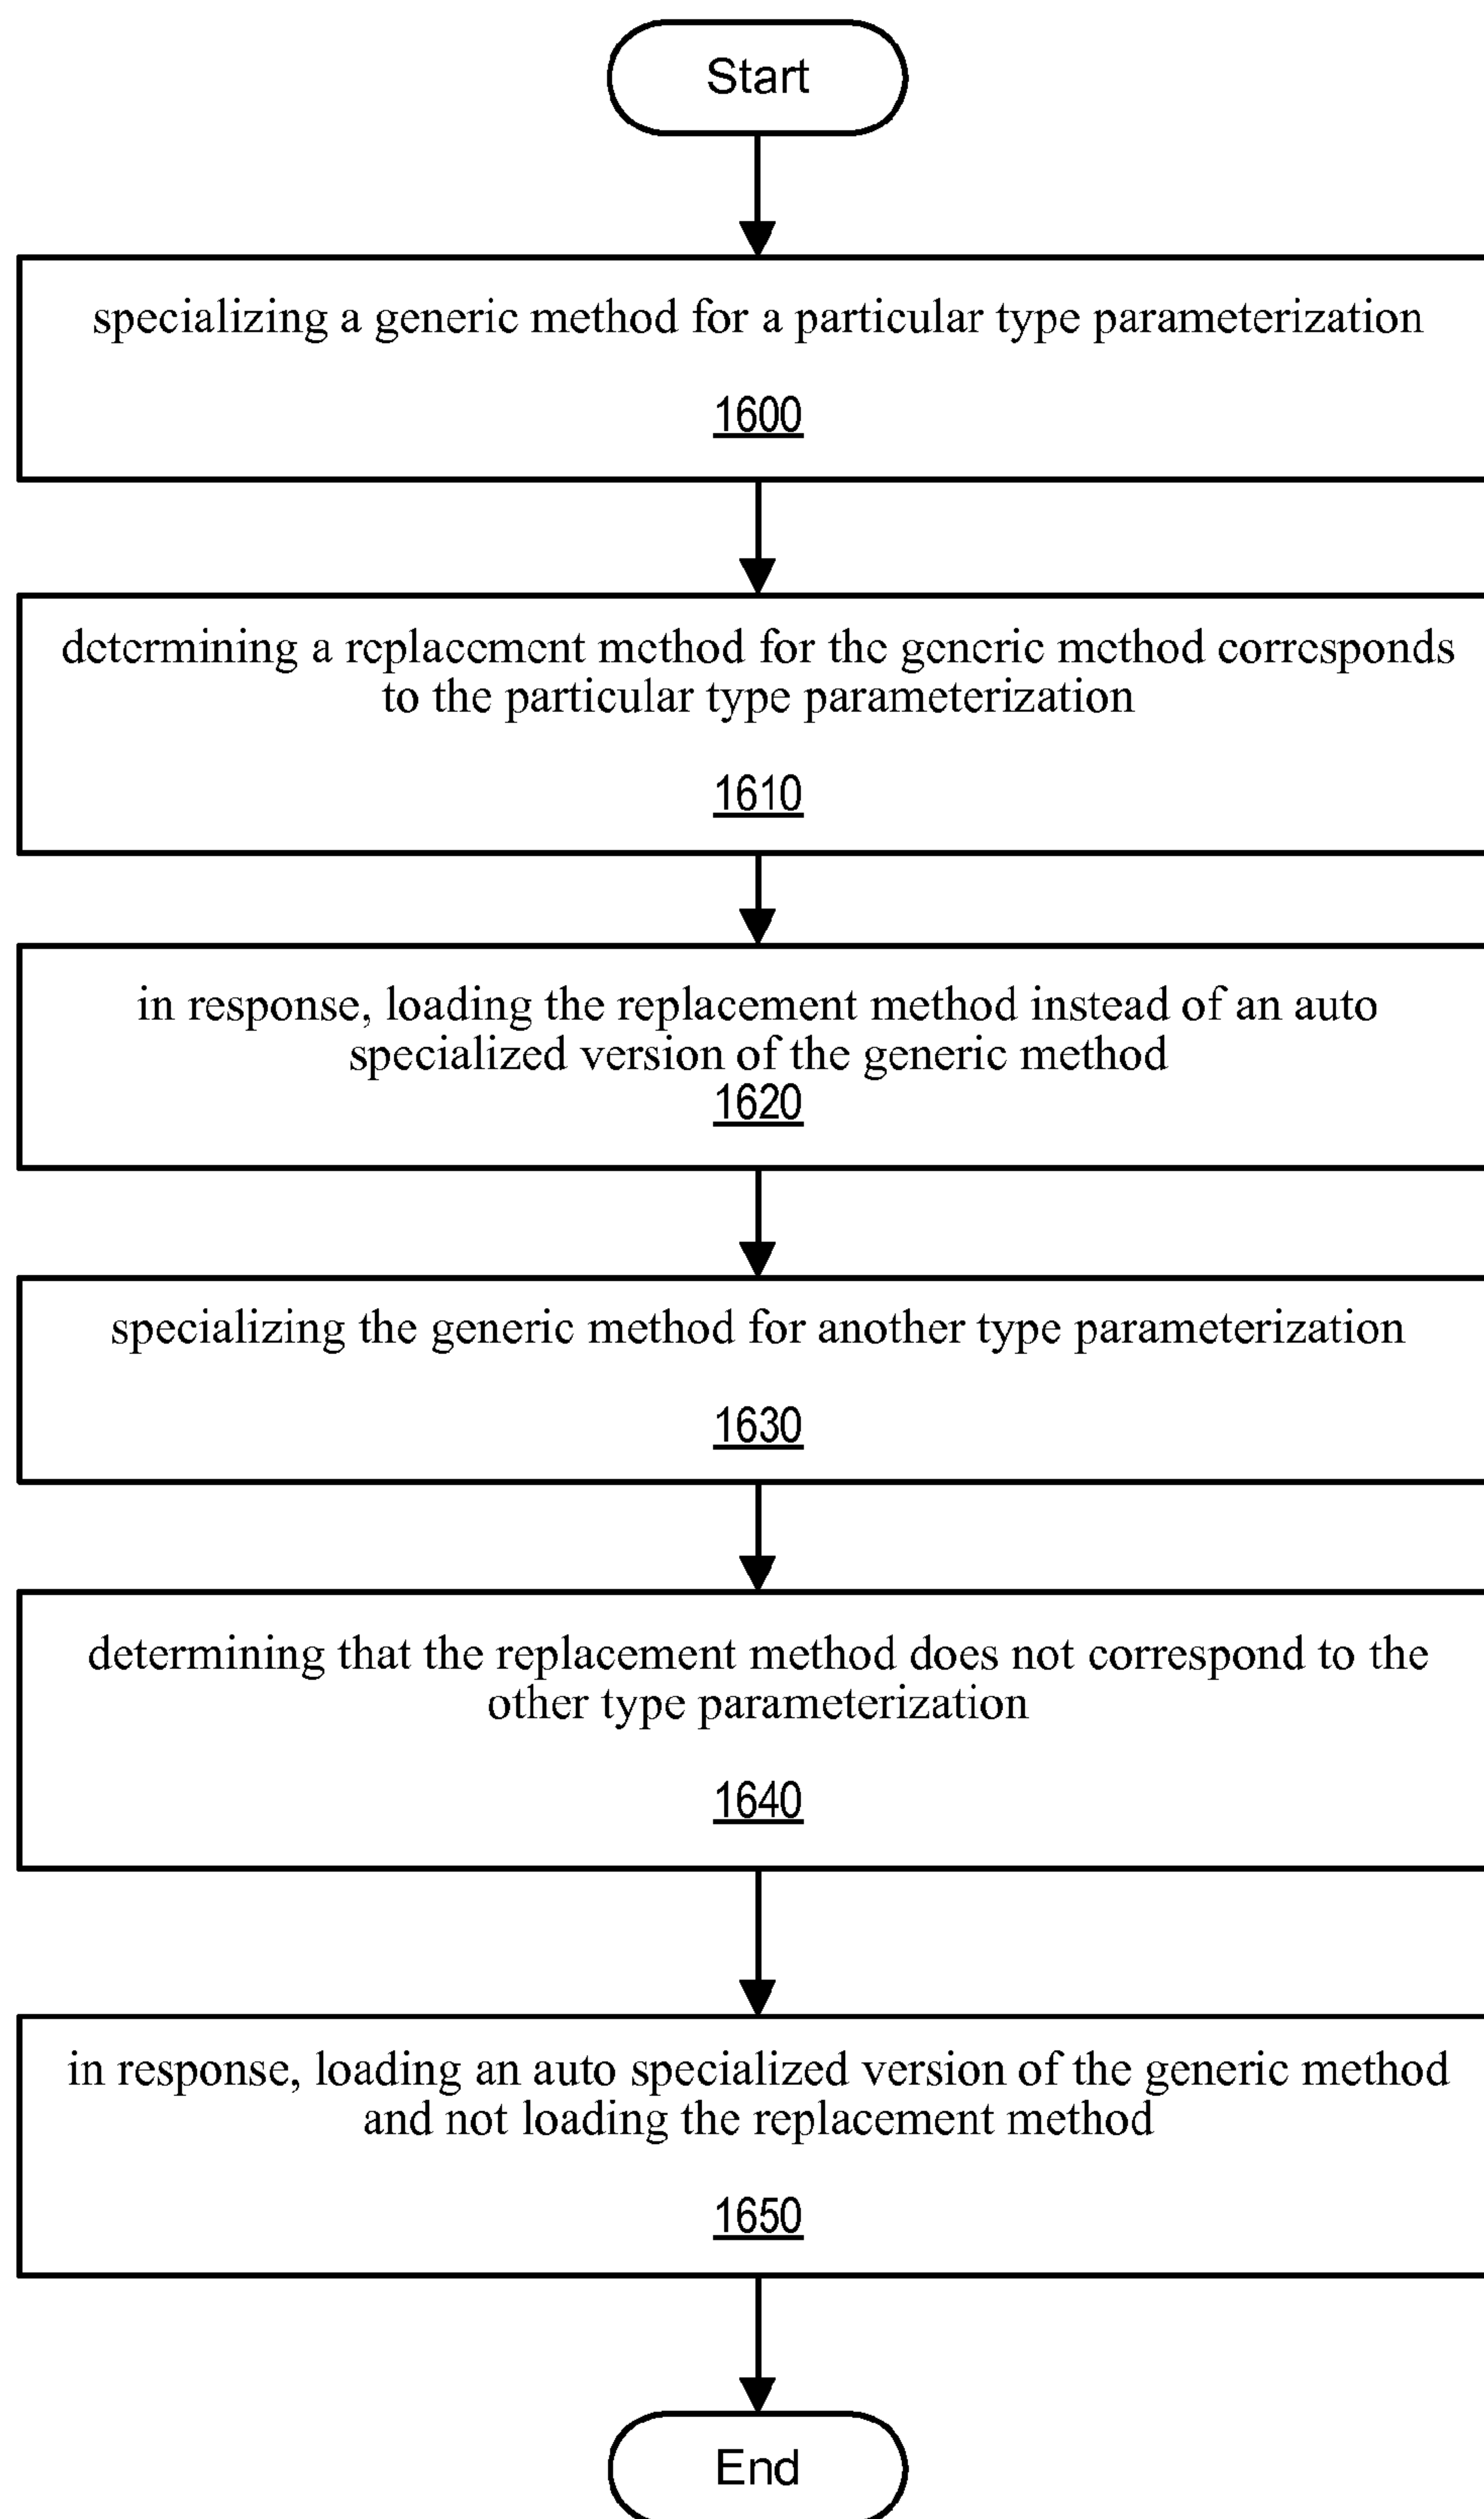 Start
specializing a generic method for a particular type parameterization
1600
determining a replacement method for the generic method corresponds
to the particular type parameterization
1610
in response, loading the replacement method instead of an auto
specialized version of the generic method
1620
specializing the generic method for another type parameterization
1630
determining that the replacement method does not correspond to the
other type parameterization
1640
in response, loading an auto specialized version of the generic method
and not loading the replacement method
1650
End